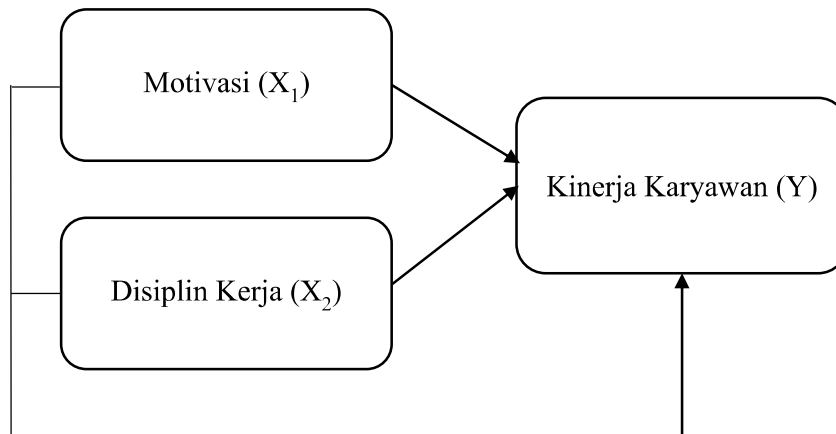 Motivasi (X₁)
Disiplin Kerja (X₂)
Kinerja Karyawan (Y)